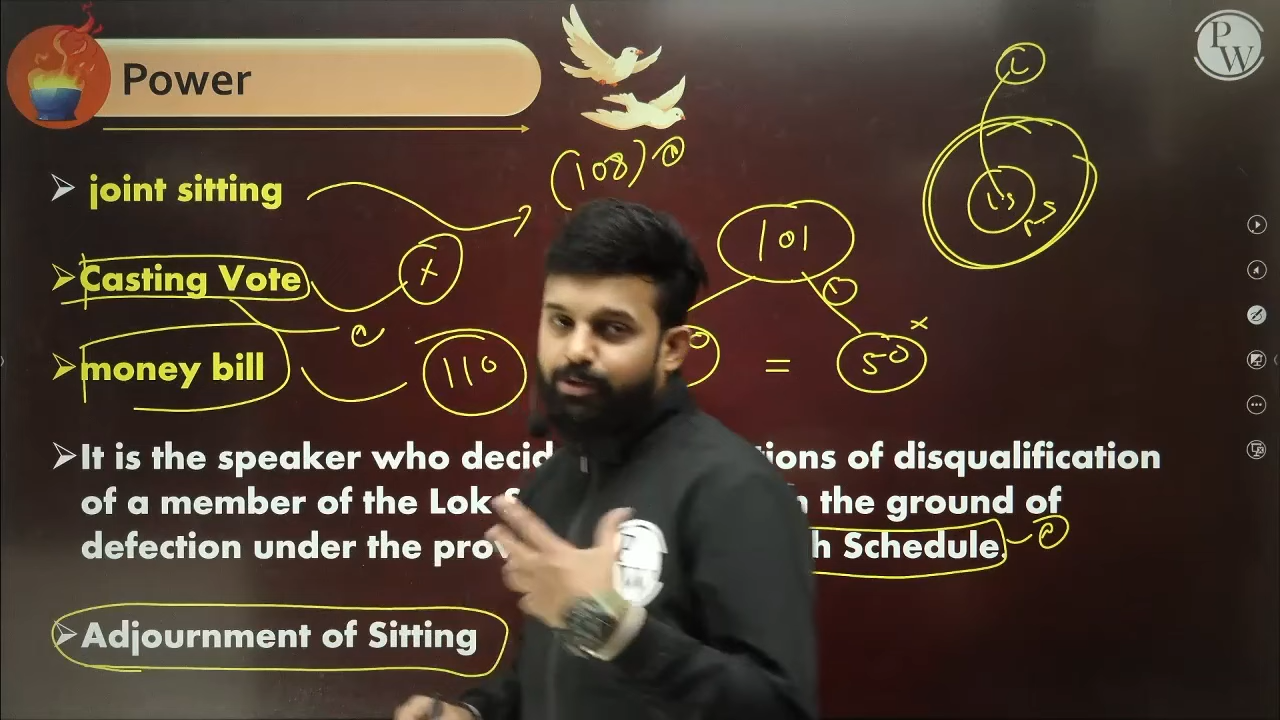 Power
PW
joint sitting
(108)
101
Casting Vote
money bill
110
=
50
It is the speaker who decid tions of disqualification
of a member of the Lok n the ground of
defection under the prov h Schedule.
Adjournment of Sitting